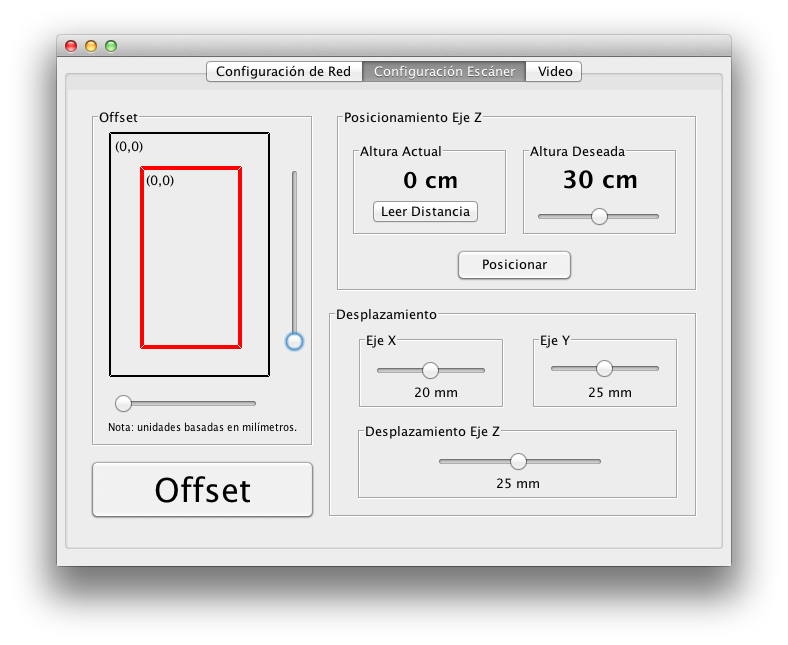 Configuración de Red
Configuración Escáner
Video
Offset
(0,0)
(0,0)
Nota: unidades basadas en milímetros.
Offset
Posicionamiento Eje Z
Altura Actual
0 cm
Leer Distancia
Altura Deseada
30 cm
Posicionar
Desplazamiento
Eje X
20 mm
Eje Y
25 mm
Desplazamiento Eje Z
25 mm